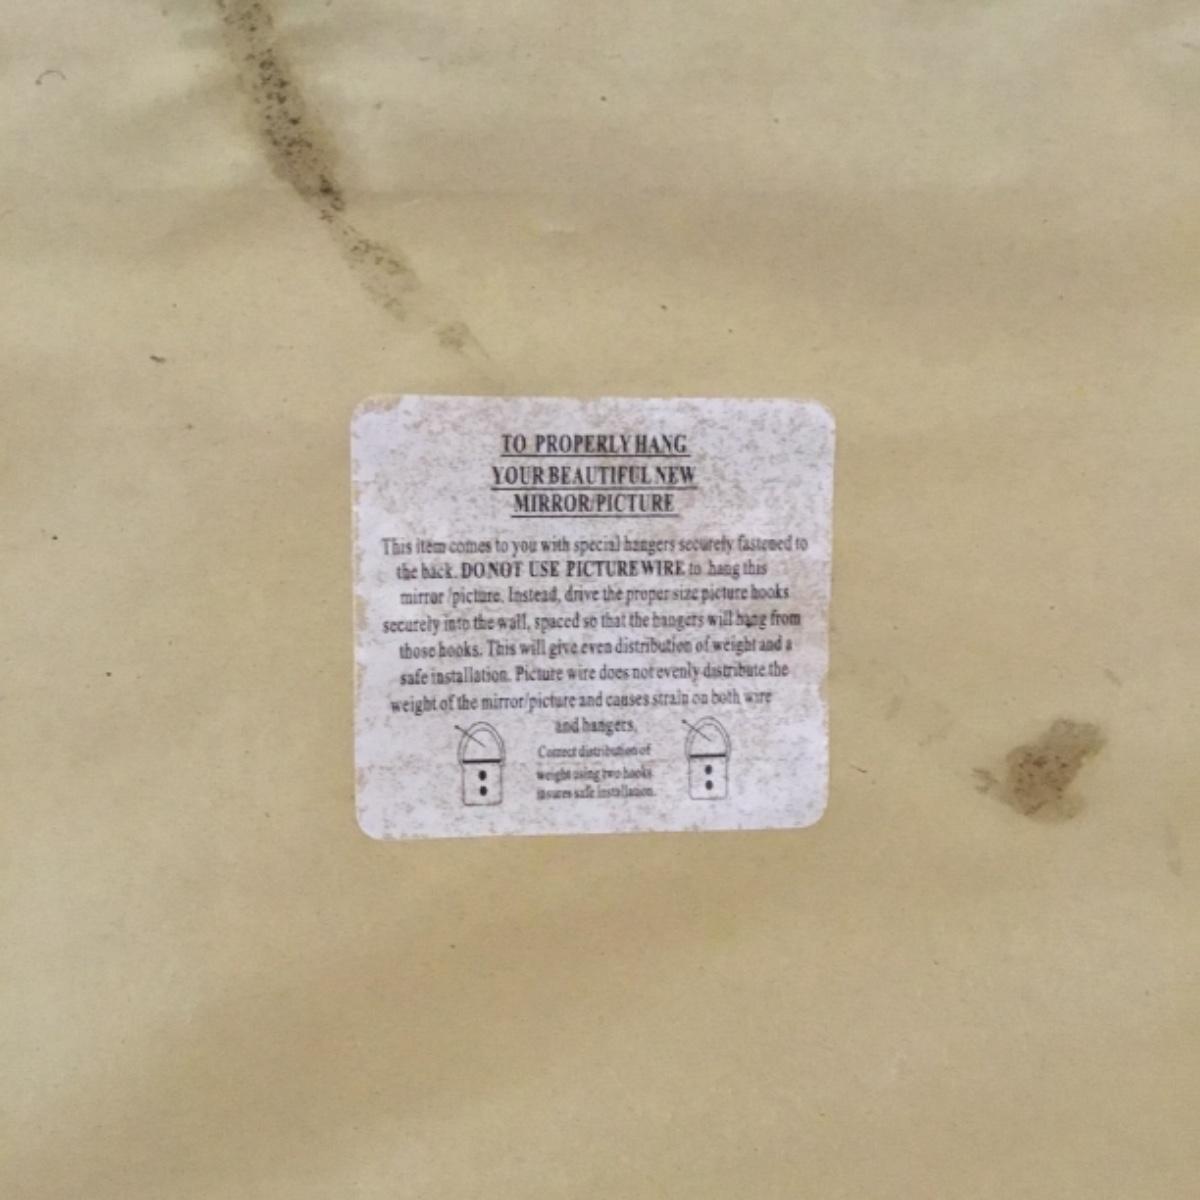 TO PROPERLY HANG
YOUR BEAUTIFUL NEW
MIRROR/PICTURE
This item comes to you with special hangers securely fastened to
the back. DO NOT USE PICTURE WIRE to hang this
mirror /picture. Instead, drive the proper size picture hooks
securely into the wall, spaced so that the hangers will hang from
those hooks. This will give even distribution of weight and a
safe installation. Picture wire does not evenly distribute the
weight of the mirror/picture and causes strain on both wire
and hangers.
Correct distribution of
weight using two hooks
insures safe installation.